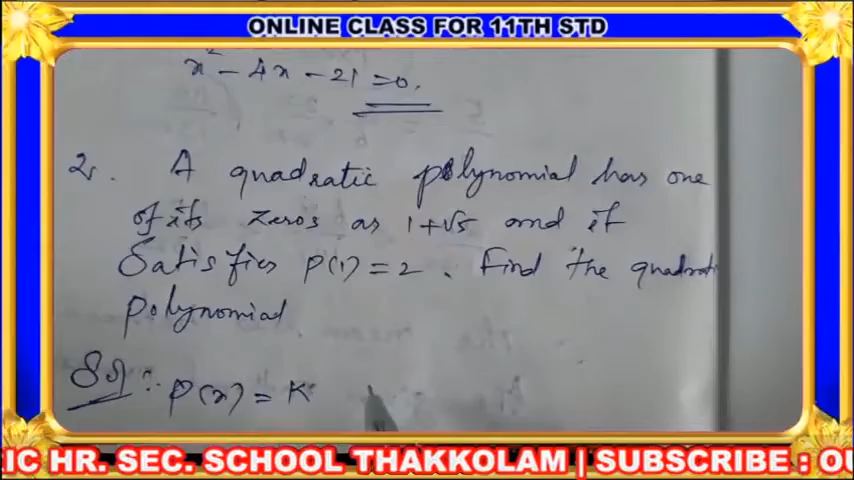 ONLINE CLASS FOR 11TH STD
x² - 4x - 21 = 0.
2. A quadratic polynomial has one
of its zeros as 1+√5 and it
Satisfies P(1) = 2. Find the quadrati
polynomial
Sol: P(x) = K
IC HR. SEC. SCHOOL THAKKOLAM | SUBSCRIBE : OU